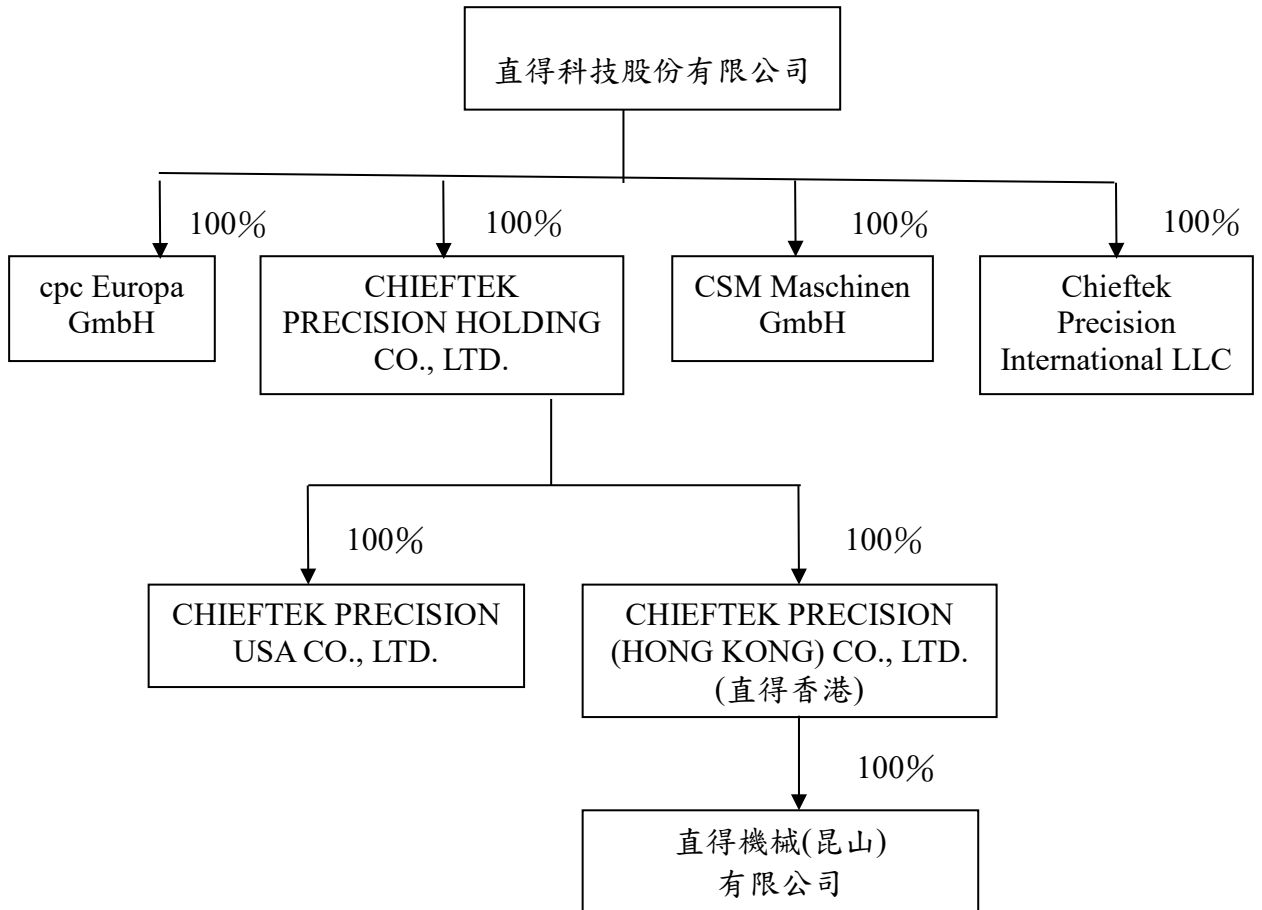 直得科技股份有限公司
100％
100％
100％
100％
cpc Europa
GmbH
CHIEFTEK
PRECISION HOLDING
CO., LTD.
CSM Maschinen
GmbH
Chieftek
Precision
International LLC
100％
100％
CHIEFTEK PRECISION
USA CO., LTD.
CHIEFTEK PRECISION
(HONG KONG) CO., LTD.
(直得香港)
100％
直得機械(昆山)
有限公司